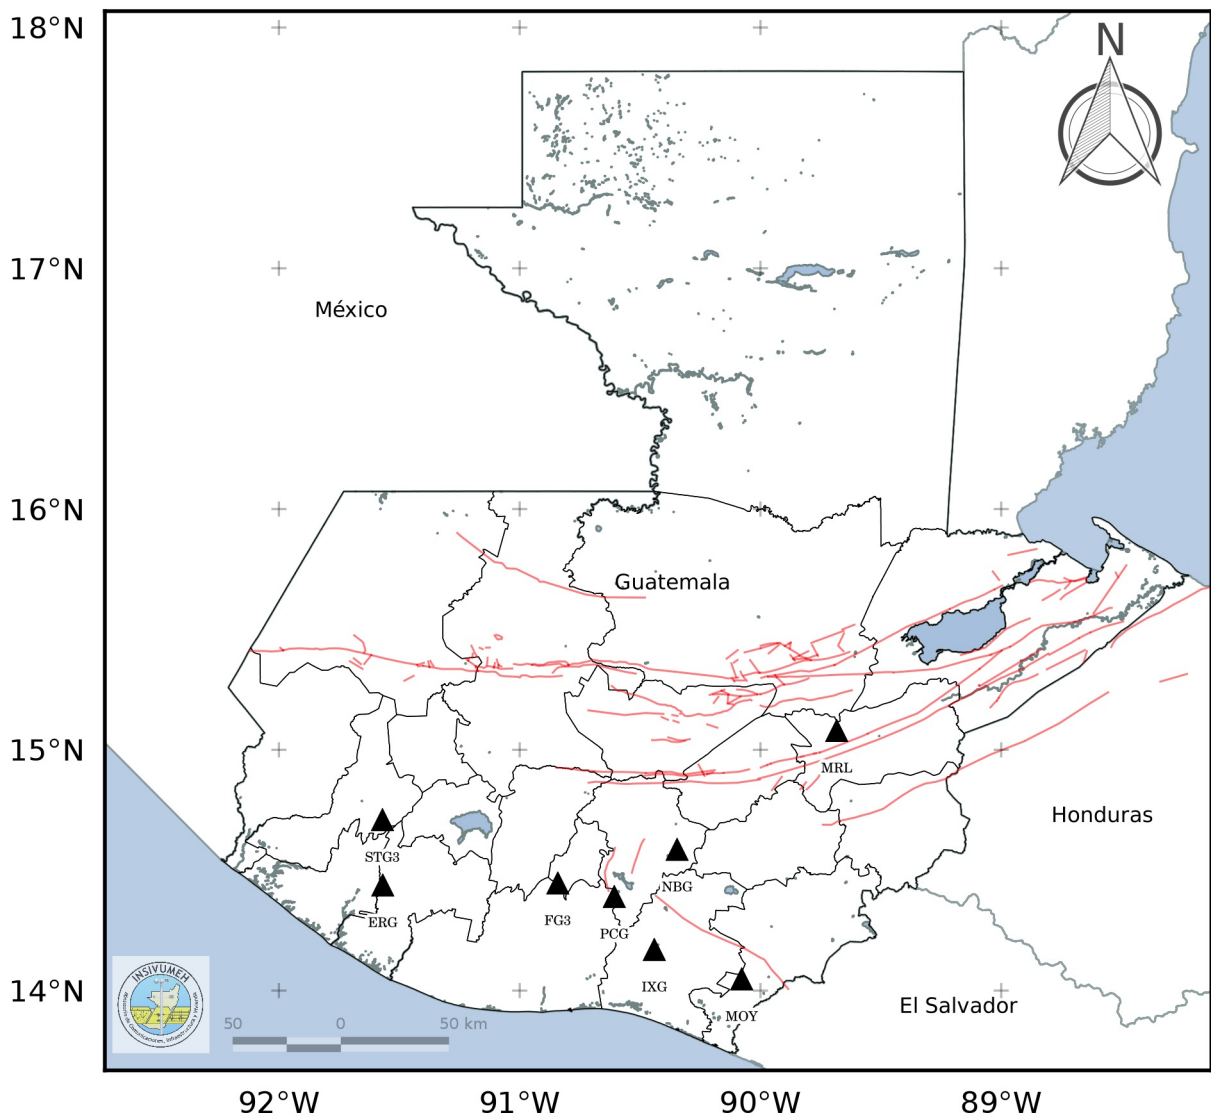 18°N
N
17°N
México
16°N
Guatemala
15°N
MRL
Honduras
STG3
NBG
ERG
FG3
PCG
IXG
14°N
El Salvador
MOY
INSIVUMEH
50 0 50 km
92°W 91°W 90°W 89°W